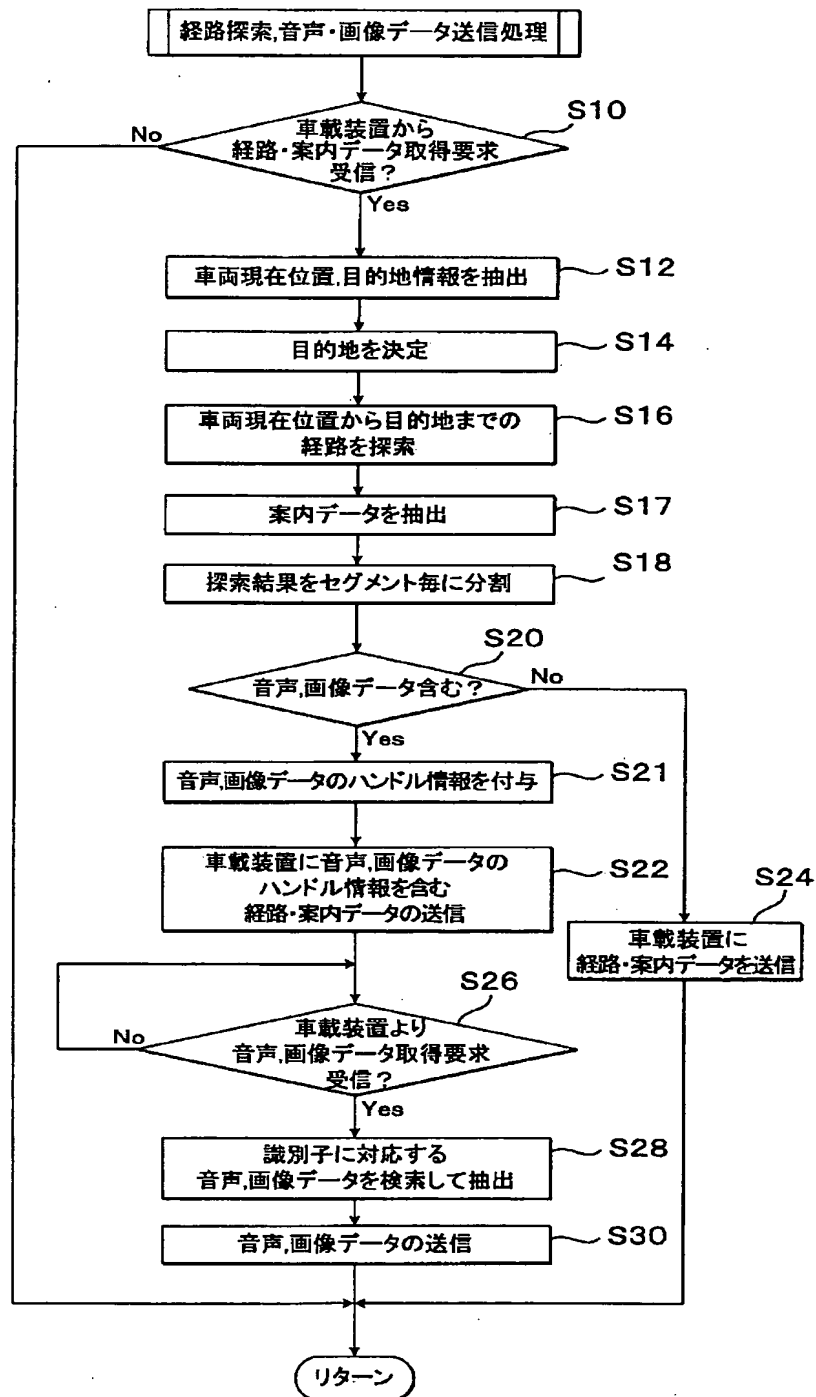 経路探索,音声・画像データ送信処理
S10
No
車載装置から
経路・案内データ取得要求
受信?
Yes
車両現在位置,目的地情報を抽出
S12
目的地を決定
S14
車両現在位置から目的地までの
経路を探索
S16
案内データを抽出
S17
探索結果をセグメント毎に分割
S18
S20
音声,画像データ含む?
No
Yes
音声,画像データのハンドル情報を付与
S21
車載装置に音声,画像データの
ハンドル情報を含む
経路・案内データの送信
S22
S24
車載装置に
経路・案内データを送信
S26
車載装置より
音声,画像データ取得要求
受信?
No
Yes
識別子に対応する
音声,画像データを検索して抽出
S28
音声,画像データの送信
S30
リターン